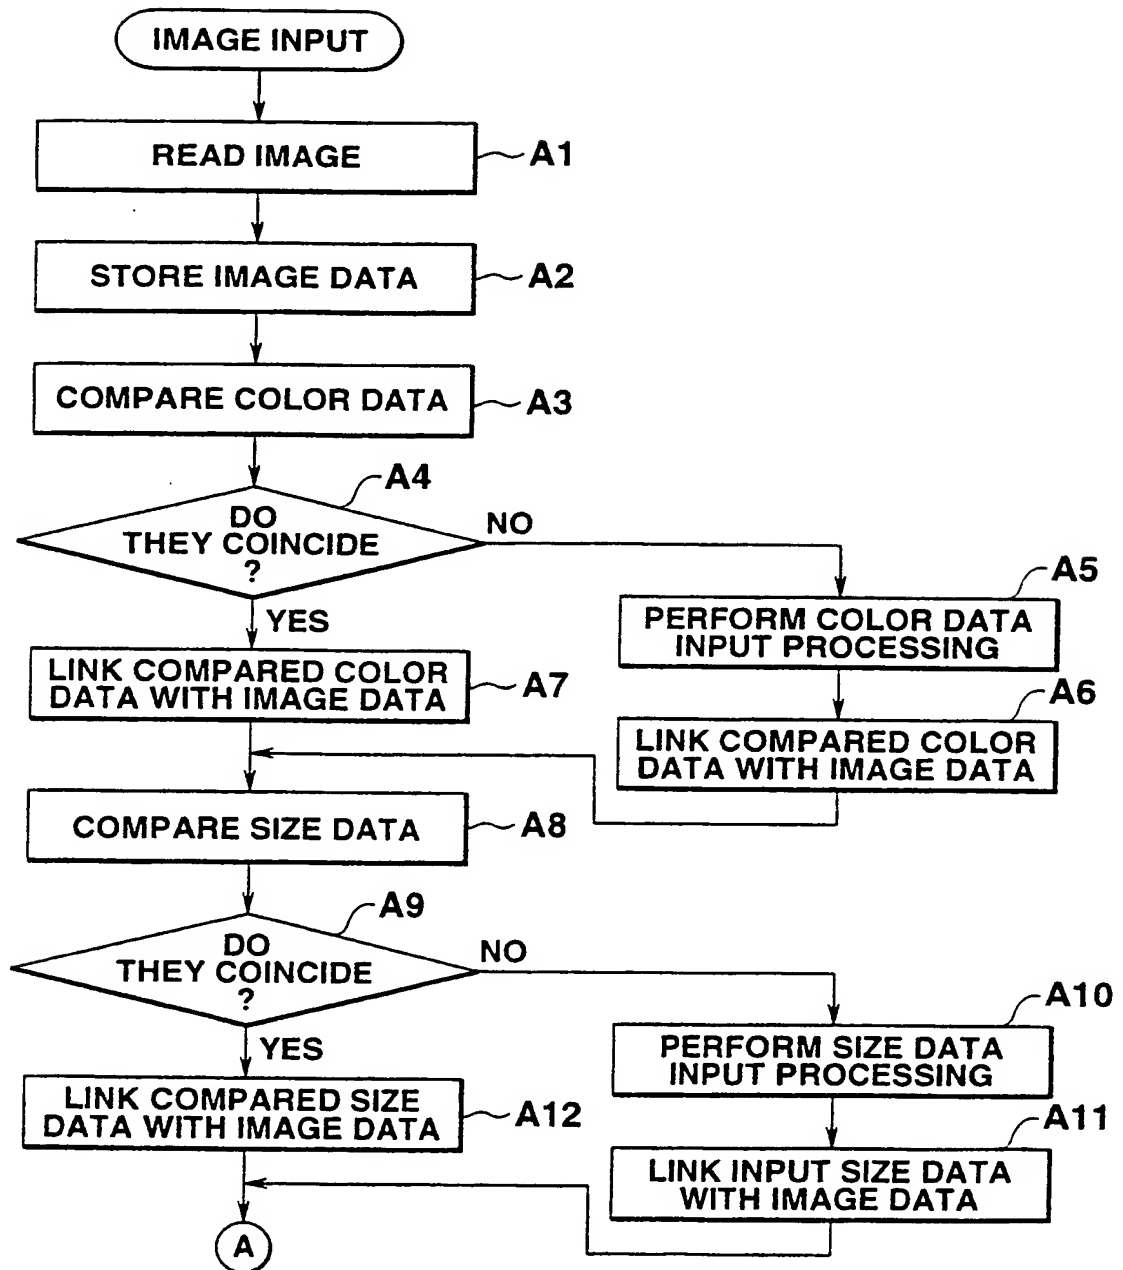 IMAGE INPUT
READ IMAGE
A1
STORE IMAGE DATA
A2
COMPARE COLOR DATA
A3
A4
DO
THEY COINCIDE
?
NO
YES
A5
PERFORM COLOR DATA
INPUT PROCESSING
LINK COMPARED COLOR
DATA WITH IMAGE DATA
A7
A6
LINK COMPARED COLOR
DATA WITH IMAGE DATA
COMPARE SIZE DATA
A8
A9
DO
THEY COINCIDE
?
NO
YES
A10
PERFORM SIZE DATA
INPUT PROCESSING
LINK COMPARED SIZE
DATA WITH IMAGE DATA
A12
A11
LINK INPUT SIZE DATA
WITH IMAGE DATA
A